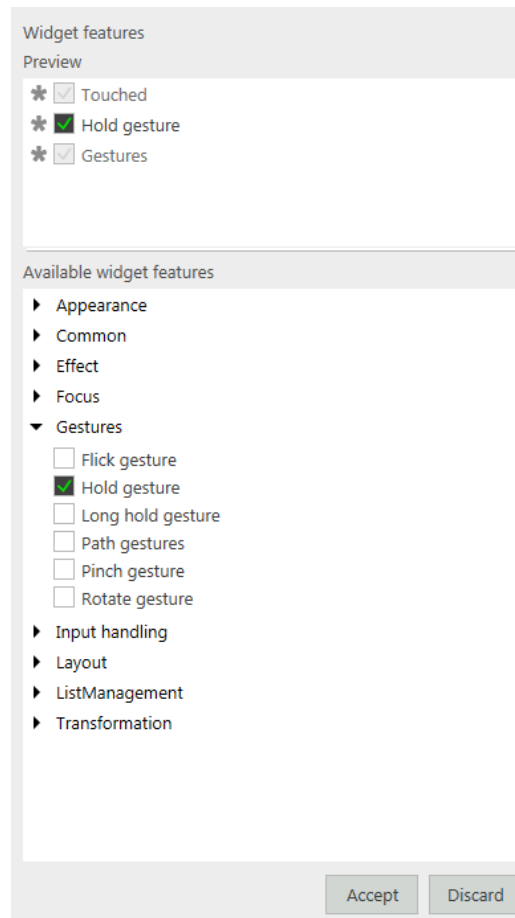 Widget features
Preview
Touched
Hold gesture
Gestures
Available widget features
Appearance
Common
Effect
Focus
Gestures
Flick gesture
Hold gesture
Long hold gesture
Path gestures
Pinch gesture
Rotate gesture
Input handling
Layout
ListManagement
Transformation
Accept Discard